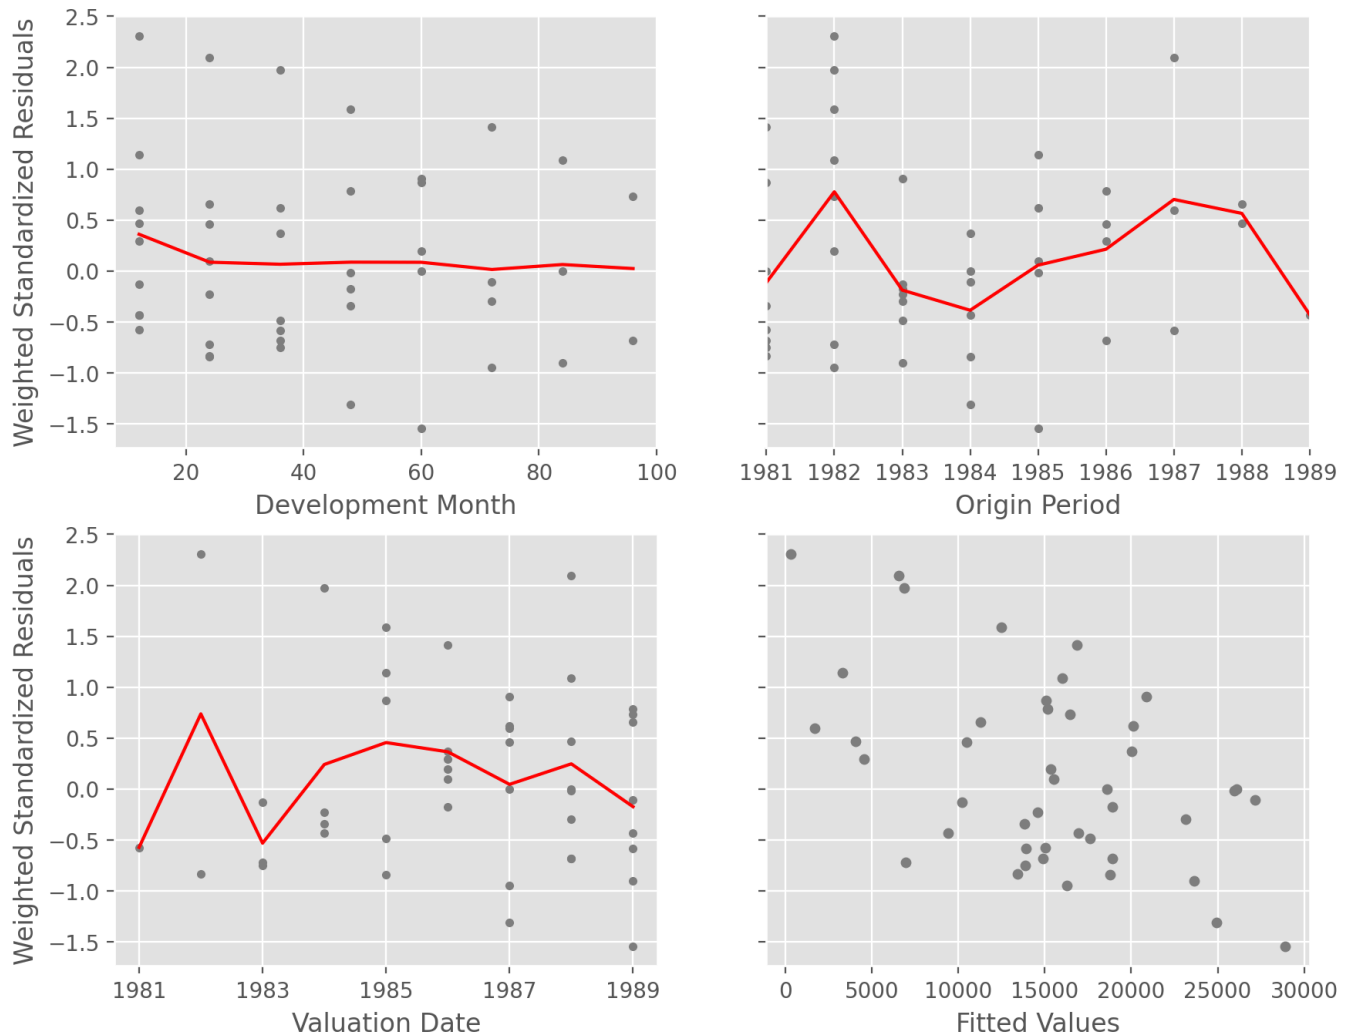 Weighted Standardized Residuals
2.5
2.0
1.5
1.0
0.5
0.0
−0.5
−1.0
−1.5
20 40 60 80 100
Development Month
1981 1982 1983 1984 1985 1986 1987 1988 1989
Origin Period
Weighted Standardized Residuals
2.5
2.0
1.5
1.0
0.5
0.0
−0.5
−1.0
−1.5
1981 1983 1985 1987 1989
Valuation Date
0 5000 10000 15000 20000 25000 30000
Fitted Values